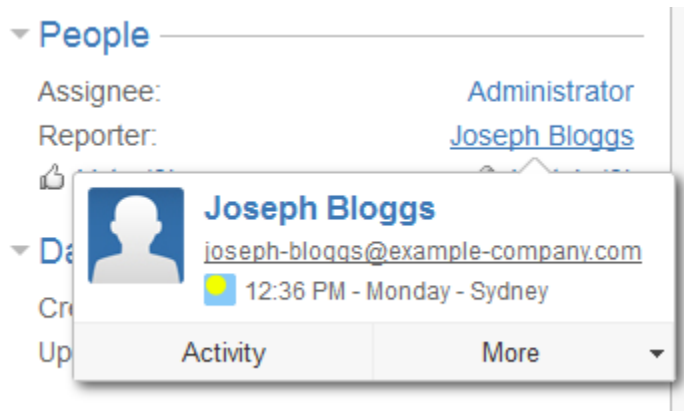 People
Assignee: Administrator
Reporter: Joseph Bloggs
Joseph Bloggs
joseph-bloggs@example-company.com
12:36 PM - Monday - Sydney
Activity More